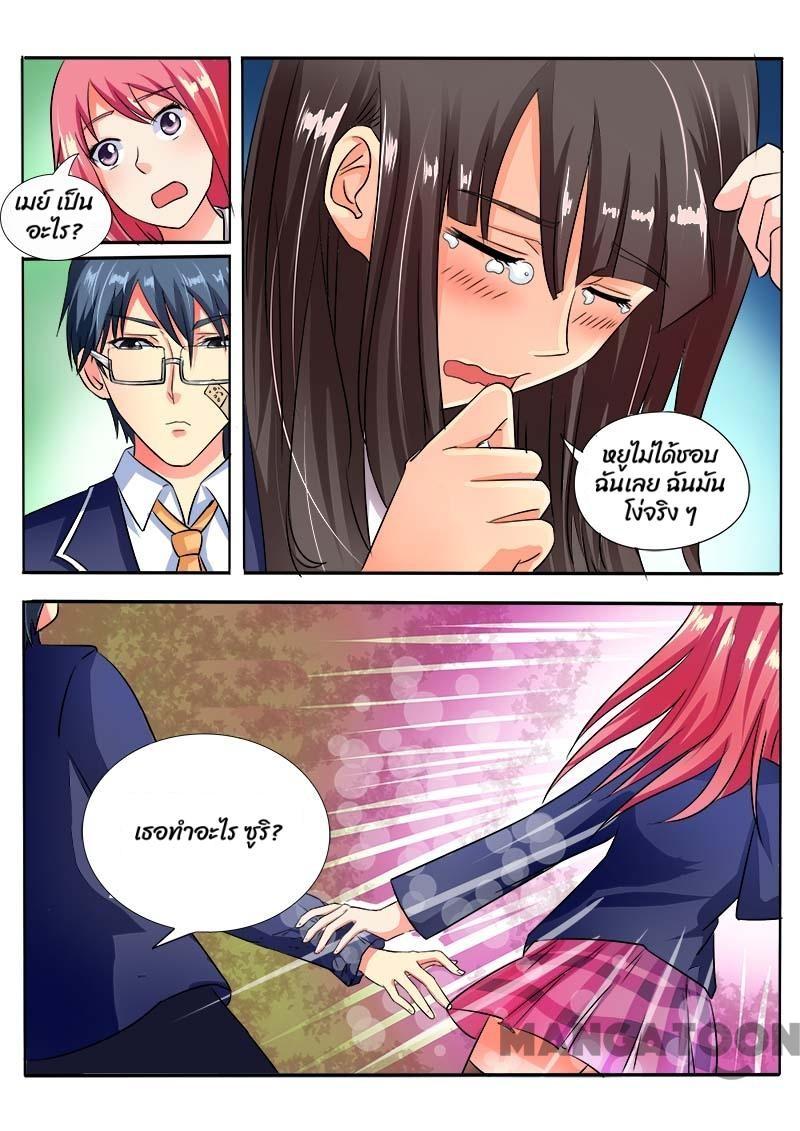 เมย์ เป็น
อะไร?
หยูไม่ได้ชอบ
ฉันเลย ฉันมัน
โง่จริง ๆ
เธอทำอะไร ซูริ?
MANGATOON